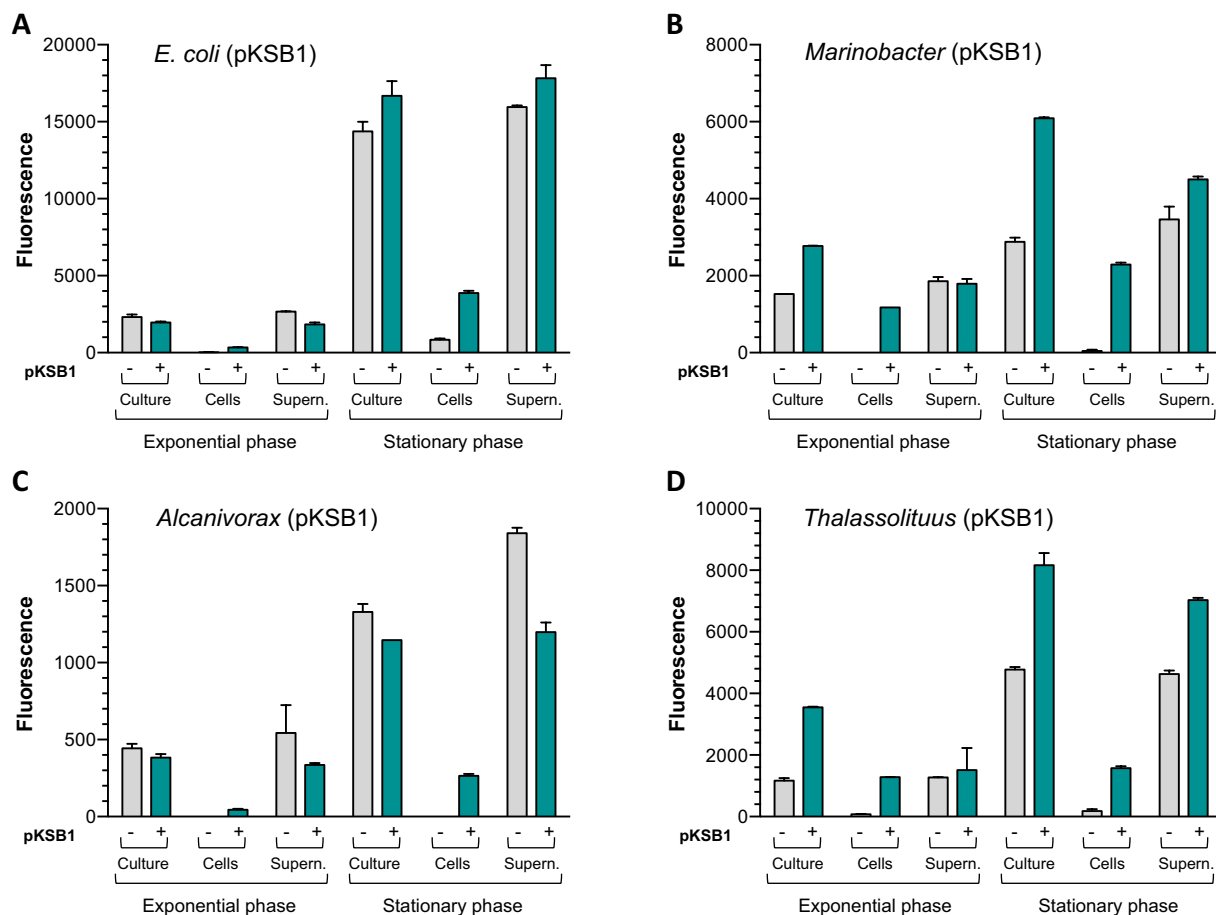 A
E. coli (pKSB1)
Fluorescence
20000
15000
10000
5000
0
pKSB1 - + - + - + - + - + - +
Culture Cells Supern. Culture Cells Supern.
Exponential phase Stationary phase
B
Marinobacter (pKSB1)
Fluorescence
8000
6000
4000
2000
0
pKSB1 - + - + - + - + - + - +
Culture Cells Supern. Culture Cells Supern.
Exponential phase Stationary phase
C
Alcanivorax (pKSB1)
Fluorescence
2000
1500
1000
500
0
pKSB1 - + - + - + - + - + - +
Culture Cells Supern. Culture Cells Supern.
Exponential phase Stationary phase
D
Thalassolituus (pKSB1)
Fluorescence
10000
8000
6000
4000
2000
0
pKSB1 - + - + - + - + - + - +
Culture Cells Supern. Culture Cells Supern.
Exponential phase Stationary phase